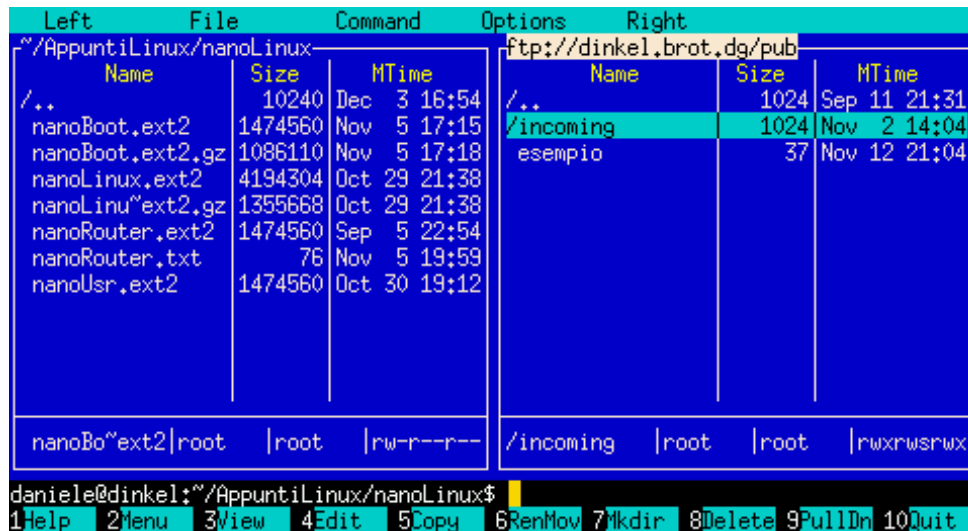 Left File Command Options Right
~/AppuntiLinux/nanoLinux ftp://dinkel.brot.dg/pub
Name Size MTime Name Size MTime
/.. 10240 Dec 3 16:54 /.. 1024 Sep 11 21:31
nanoBoot.ext2 1474560 Nov 5 17:15 /incoming 1024 Nov 2 14:04
nanoBoot.ext2.gz 1086110 Nov 5 17:18 esempio 37 Nov 12 21:04
nanoLinux.ext2 4194304 Oct 29 21:38
nanoLinu~ext2.gz 1355668 Oct 29 21:38
nanoRouter.ext2 1474560 Sep 5 22:54
nanoRouter.txt 76 Nov 5 19:59
nanoUsr.ext2 1474560 Oct 30 19:12
nanoBo~ext2|root |root |rw-r--r-- /incoming |root |root |rwxrwsrwx
daniele@dinkel:~/AppuntiLinux/nanoLinux$
1Help 2Menu 3View 4Edit 5Copy 6RenMov 7Mkdir 8Delete 9PullDn 10Quit